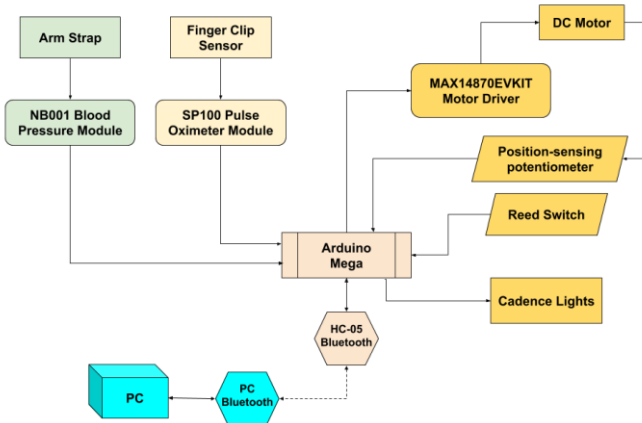 Arm Strap
Finger Clip
Sensor
DC Motor
MAX14870EVKIT
Motor Driver
NB001 Blood
Pressure Module
SP100 Pulse
Oximeter Module
Position-sensing
potentiometer
Reed Switch
Arduino
Mega
Cadence Lights
HC-05
Bluetooth
PC
PC
Bluetooth